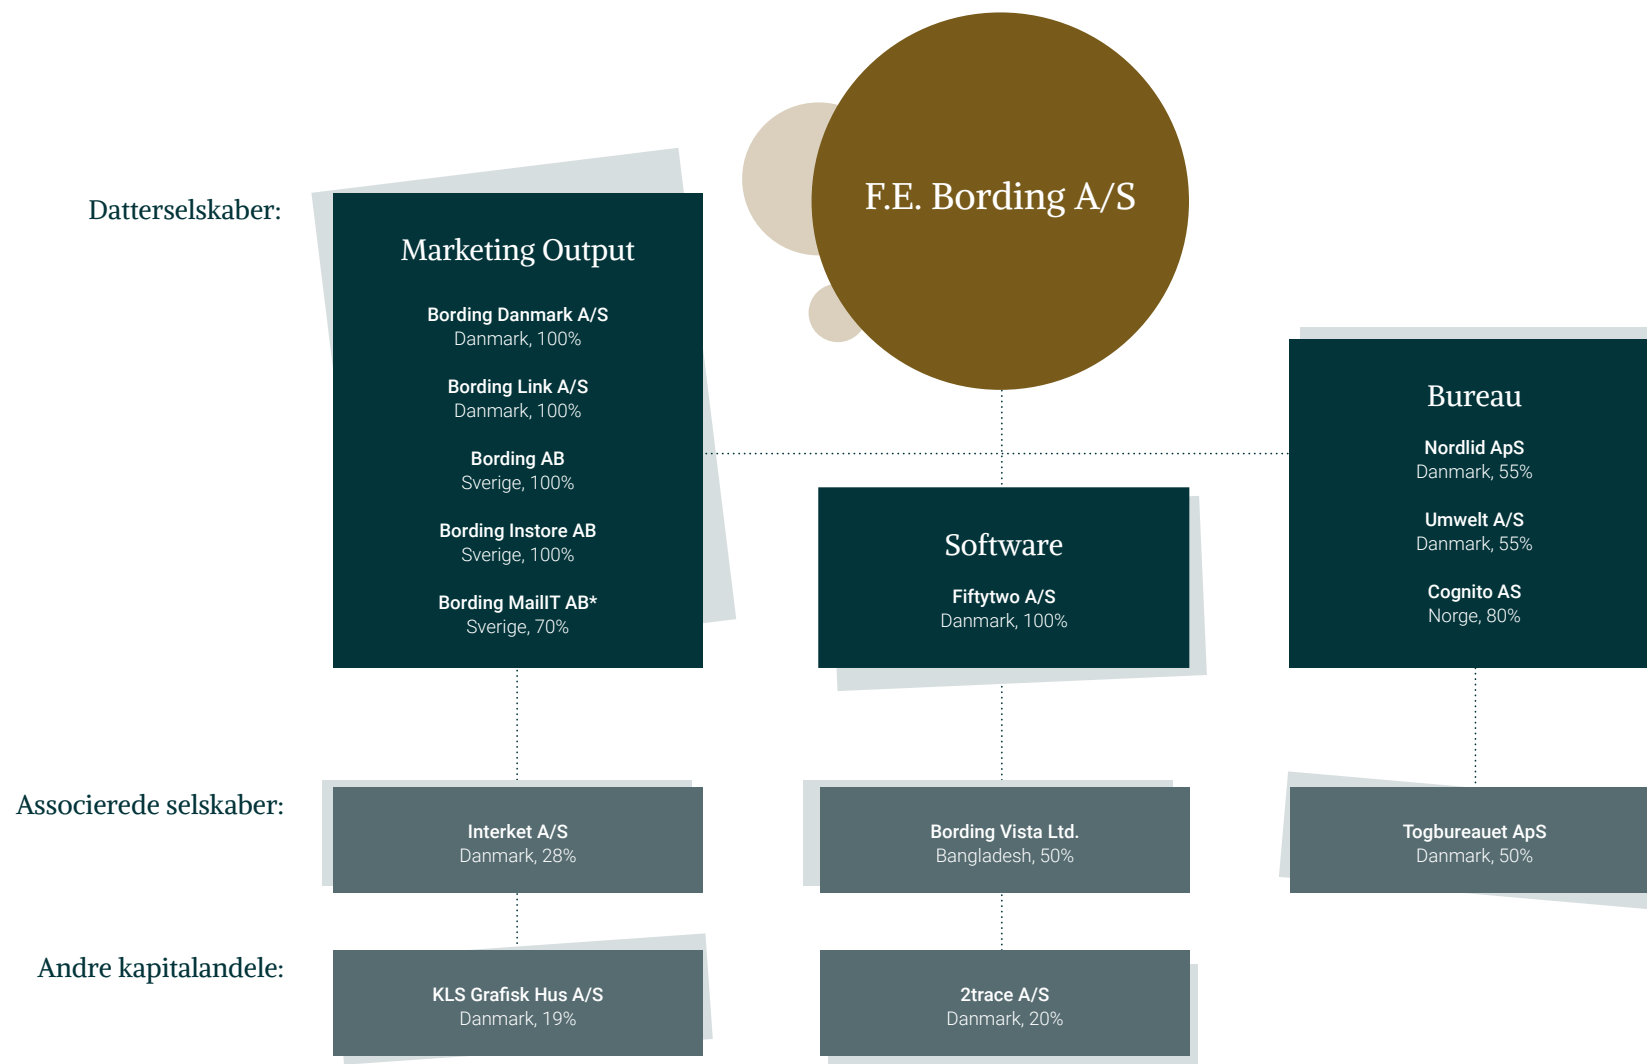 F.E. Bording A/S
Datterselskaber:
Marketing Output
Bording Danmark A/S
Danmark, 100%
Bording Link A/S
Danmark, 100%
Bording AB
Sverige, 100%
Bording Instore AB
Sverige, 100%
Bording MailIT AB*
Sverige, 70%
Software
Fiftytwo A/S
Danmark, 100%
Bureau
Nordlid ApS
Danmark, 55%
Umwelt A/S
Danmark, 55%
Cognito AS
Norge, 80%
Associerede selskaber:
Interket A/S
Danmark, 28%
Bording Vista Ltd.
Bangladesh, 50%
Togbureauet ApS
Danmark, 50%
Andre kapitalandele:
KLS Grafisk Hus A/S
Danmark, 19%
2trace A/S
Danmark, 20%